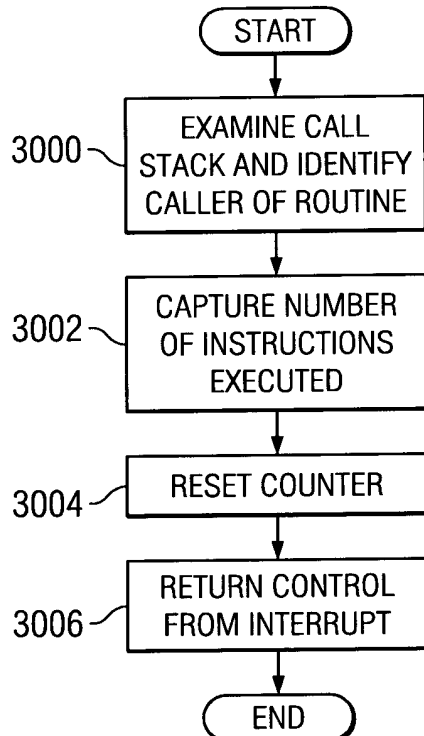 START
3000
EXAMINE CALL
STACK AND IDENTIFY
CALLER OF ROUTINE
3002
CAPTURE NUMBER
OF INSTRUCTIONS
EXECUTED
3004
RESET COUNTER
3006
RETURN CONTROL
FROM INTERRUPT
END